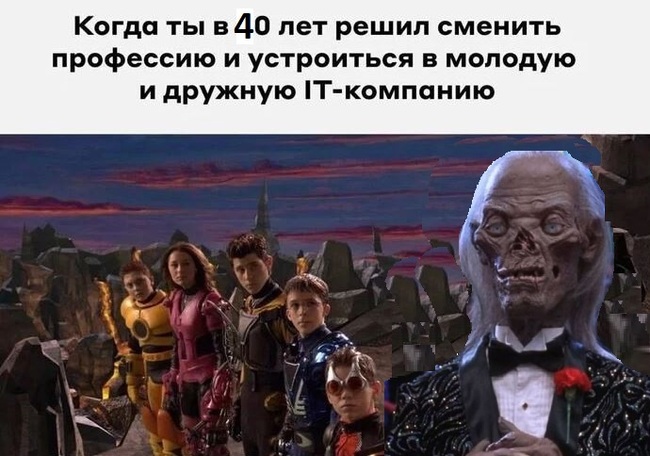 Когда ты в 40 лет решил сменить
профессию и устроиться в молодую
и дружную IT-компанию